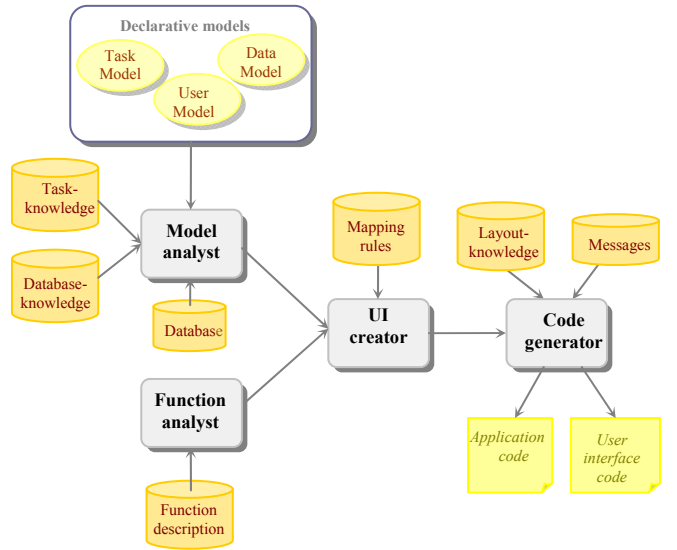 Declarative models
Task
Model
Data
Model
User
Model
Task-
knowledge
Database-
knowledge
Model
analyst
Database
Function
analyst
Function
description
Mapping
rules
UI
creator
Layout-
knowledge
Messages
Code
generator
Application
code
User
interface
code